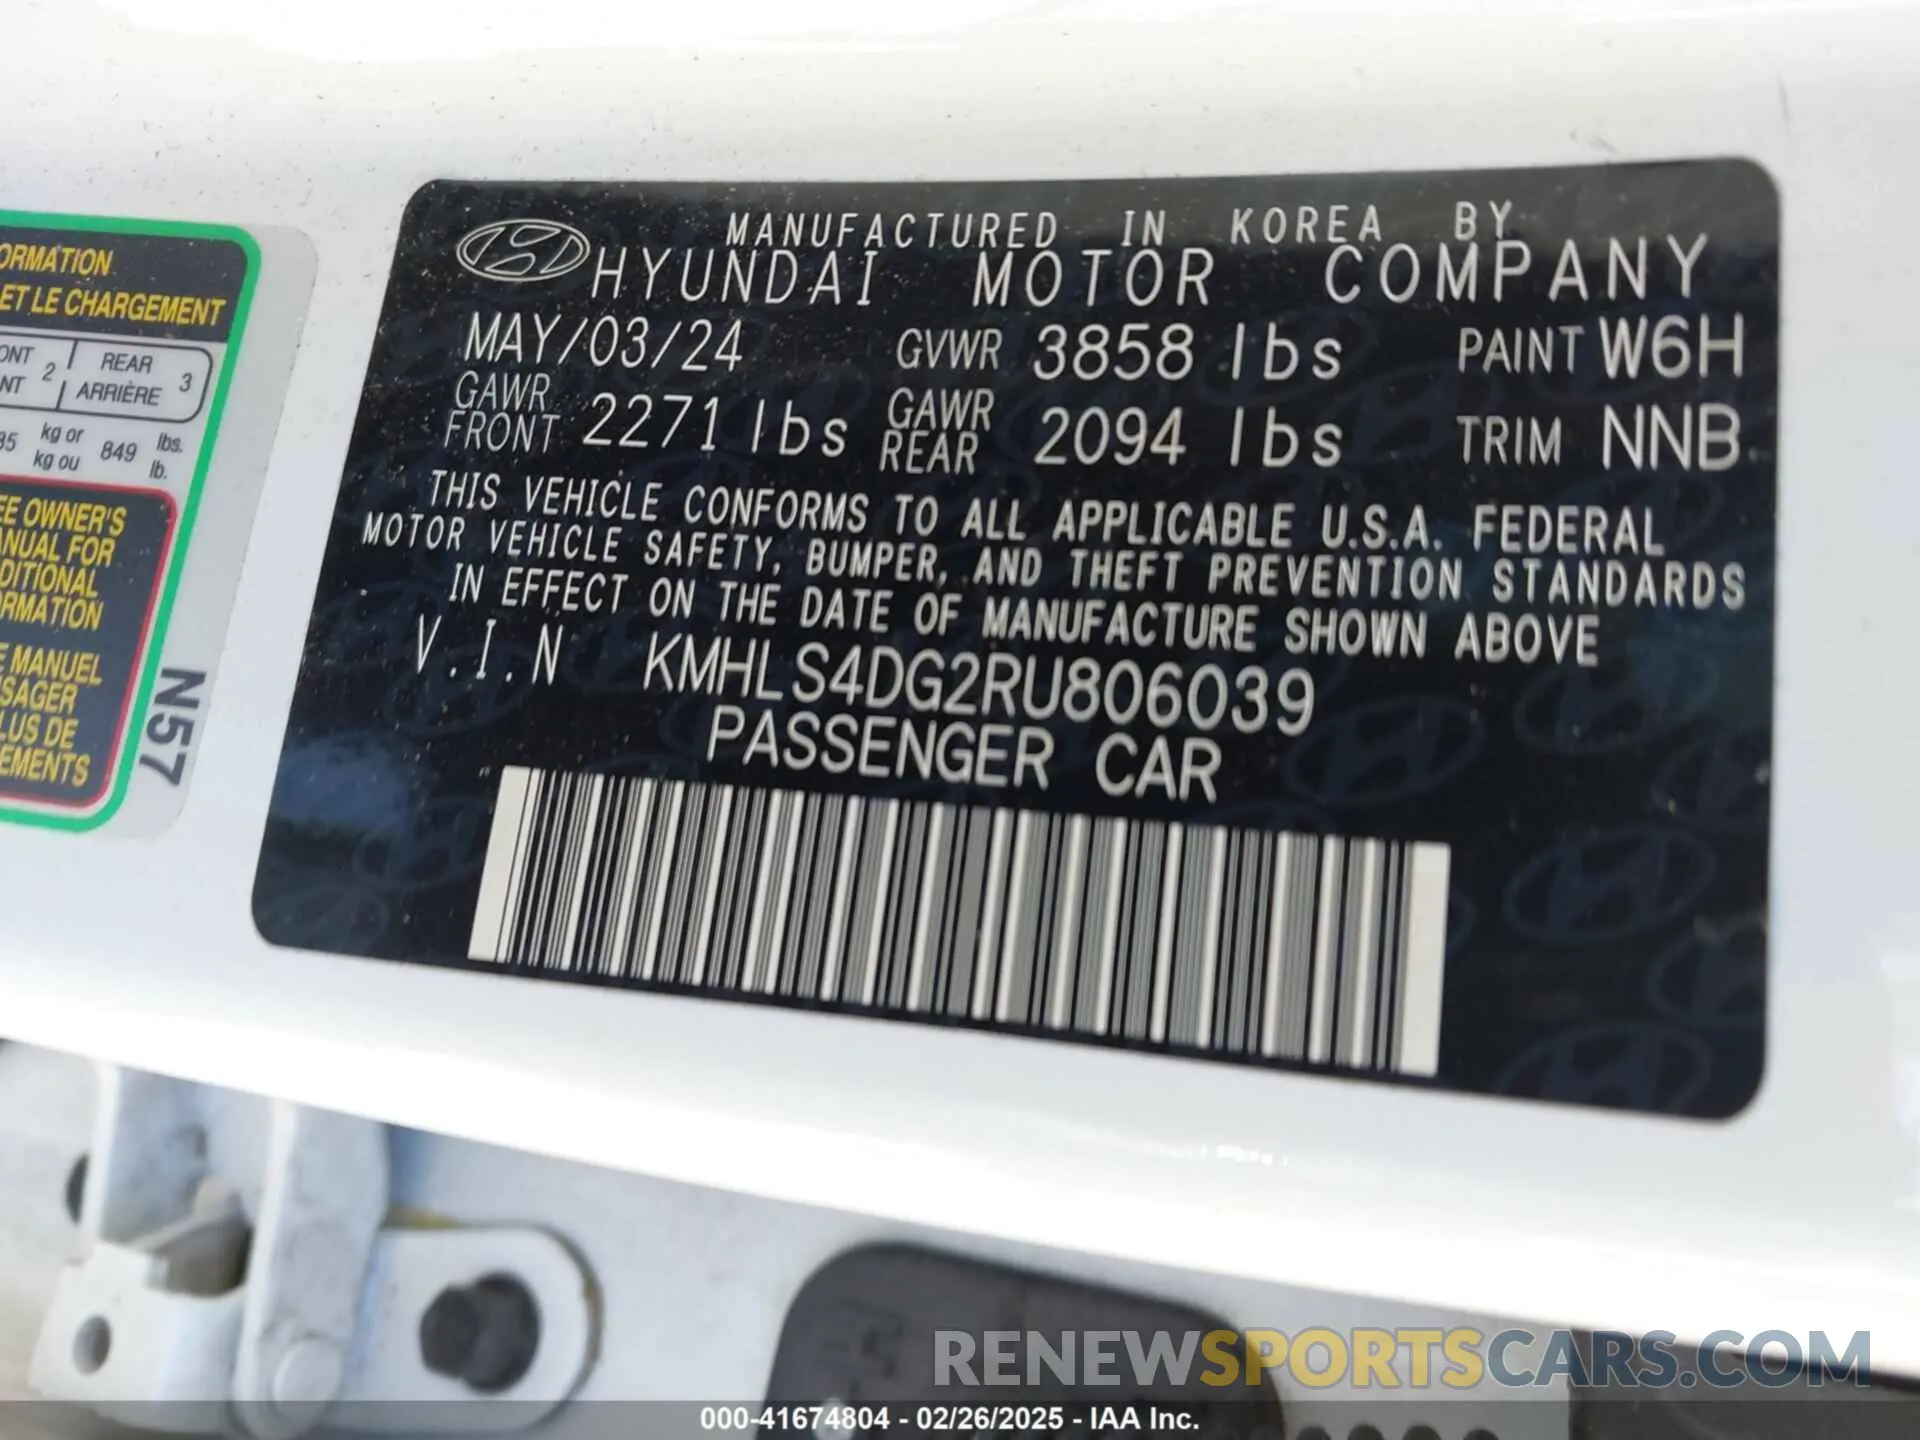 ORMATION
ET LE CHARGEMENT
ONT 2 REAR 3
NT ARRIÈRE
35 kg or 849 lbs.
kg ou lb.
EE OWNER'S
ANUAL FOR
DITIONAL
ORMATION
E MANUEL
SAGER
LUS DE
EMENTS
N57
MANUFACTURED IN KOREA BY
HYUNDAI MOTOR COMPANY
MAY/03/24 GVWR 3858 lbs PAINT W6H
GAWR FRONT 2271 lbs GAWR REAR 2094 lbs TRIM NNB
THIS VEHICLE CONFORMS TO ALL APPLICABLE U.S.A. FEDERAL
MOTOR VEHICLE SAFETY, BUMPER, AND THEFT PREVENTION STANDARDS
IN EFFECT ON THE DATE OF MANUFACTURE SHOWN ABOVE
V.I.N KMHLS4DG2RU806039
PASSENGER CAR
RENEWSPORTSCARS.COM
000-41674804 - 02/26/2025 - IAA Inc.